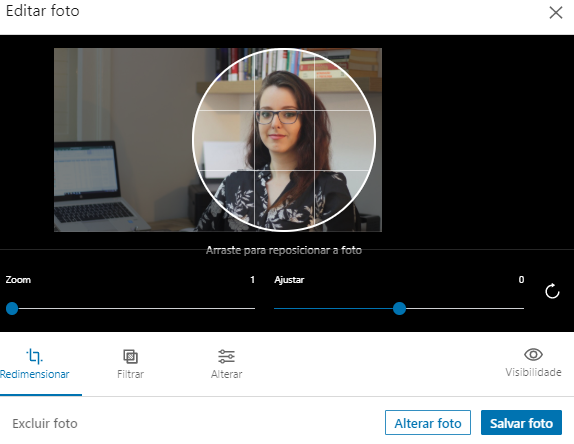 Editar foto
Arraste para reposicionar a foto
Zoom 1 Ajustar 0
Redimensionar Filtrar Alterar Visibilidade
Excluir foto Alterar foto Salvar foto